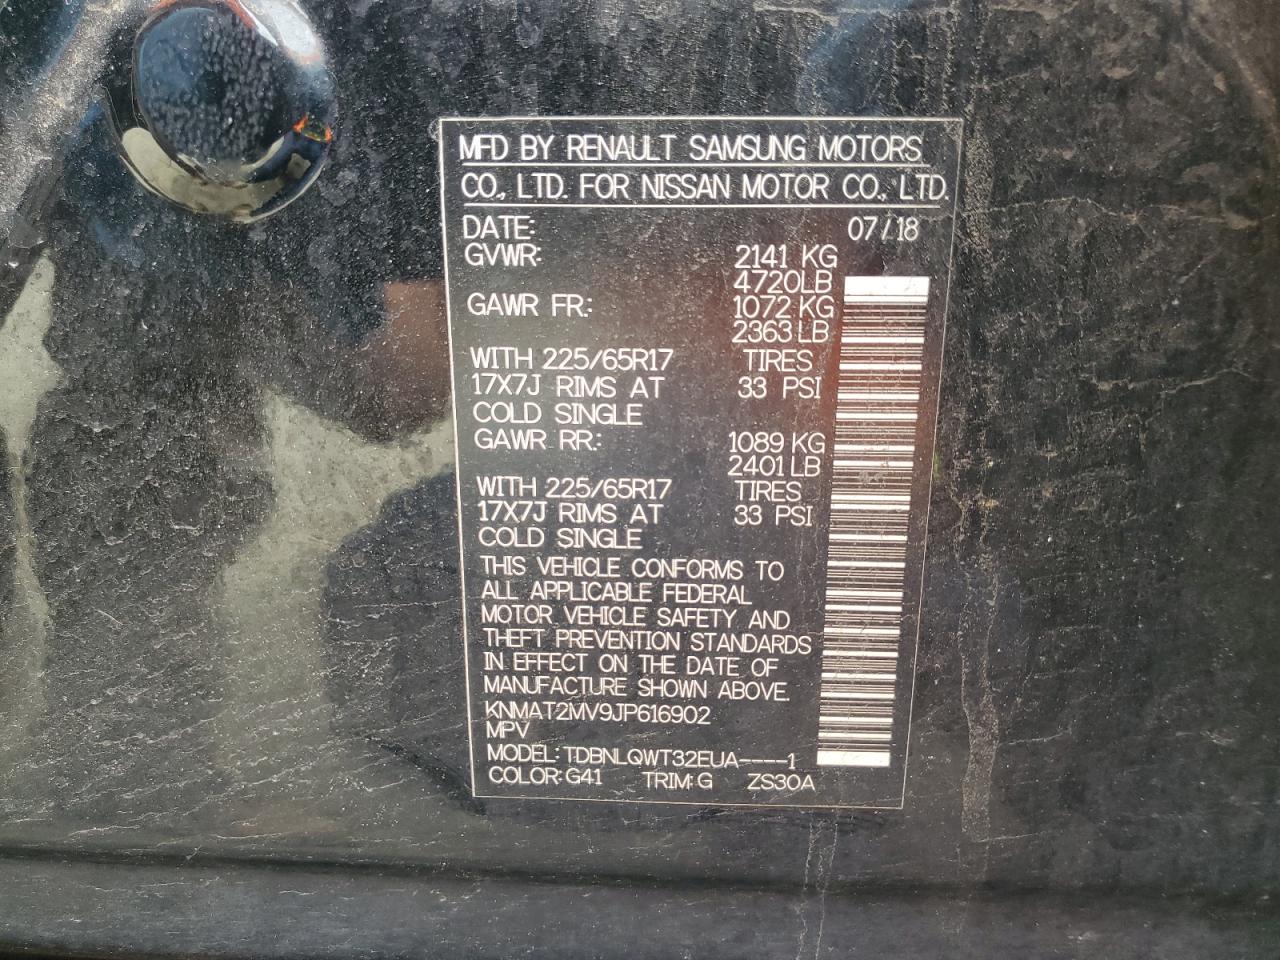 MFD BY RENAULT SAMSUNG MOTORS
CO., LTD. FOR NISSAN MOTOR CO., LTD.
DATE: 07/18
GVWR: 2141 KG
4720LB
GAWR FR.: 1072 KG
2363 LB
WITH 225/65R17 TIRES
17X7J RIMS AT 33 PSI
COLD SINGLE
GAWR RR.: 1089 KG
2401 LB
WITH 225/65R17 TIRES
17X7J RIMS AT 33 PSI
COLD SINGLE
THIS VEHICLE CONFORMS TO
ALL APPLICABLE FEDERAL
MOTOR VEHICLE SAFETY AND
THEFT PREVENTION STANDARDS
IN EFFECT ON THE DATE OF
MANUFACTURE SHOWN ABOVE.
KNMAT2MV9JP616902
MPV
MODEL: TDBNLQWT32EUA----1
COLOR: G41 TRIM: G ZS30A